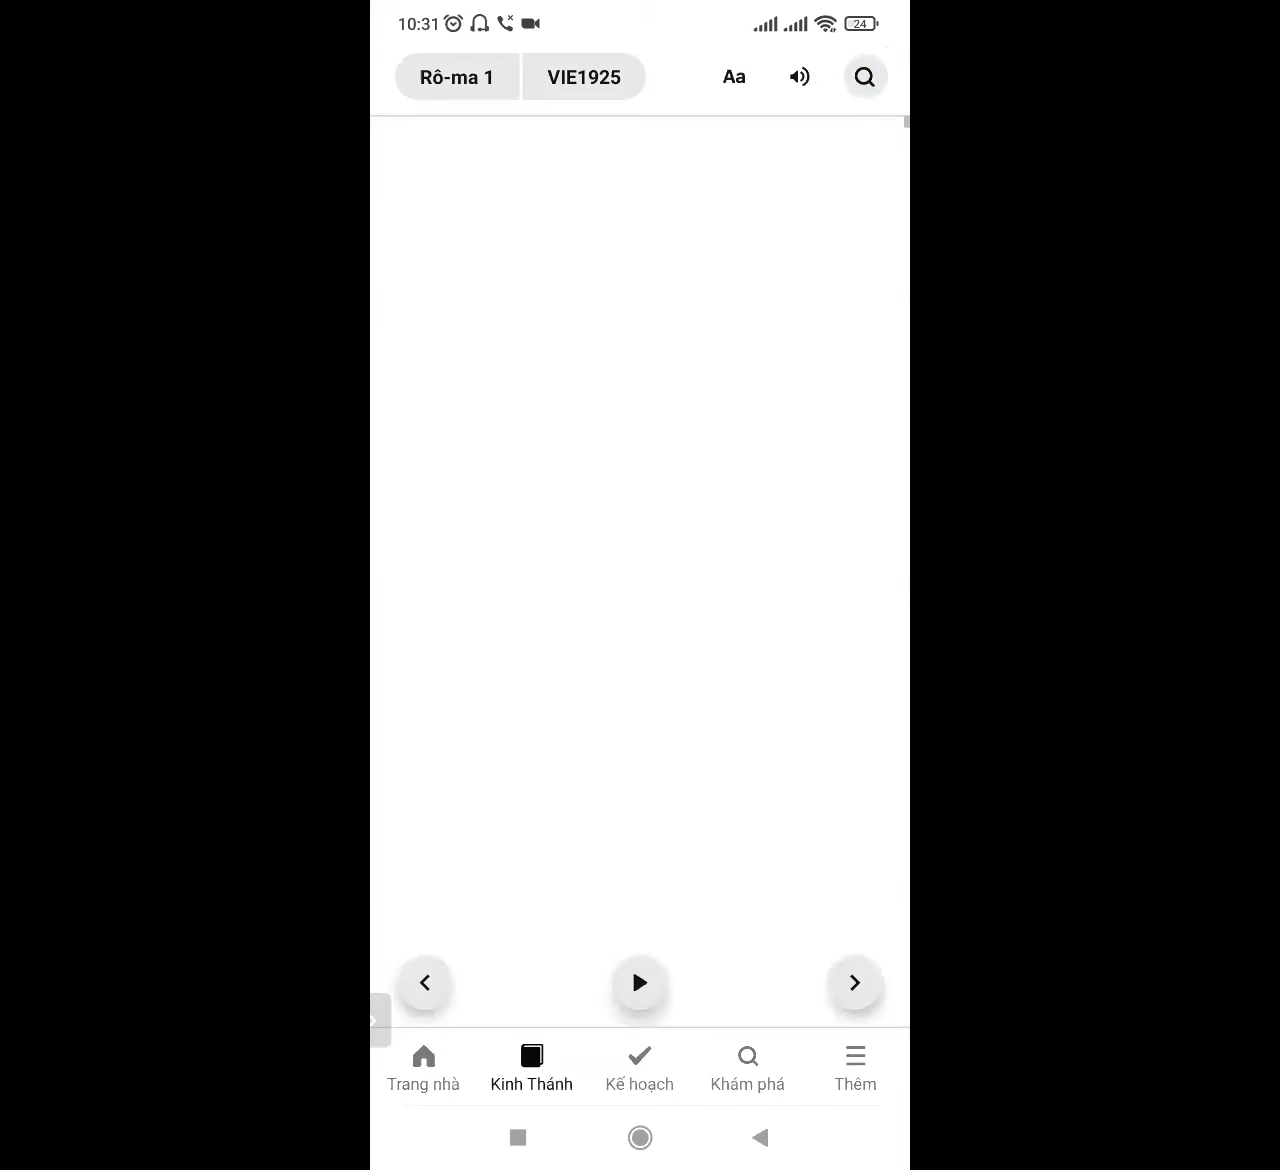 10:31
24
Rô-ma 1 VIE1925 Aa
Trang nhà Kinh Thánh Kế hoạch Khám phá Thêm